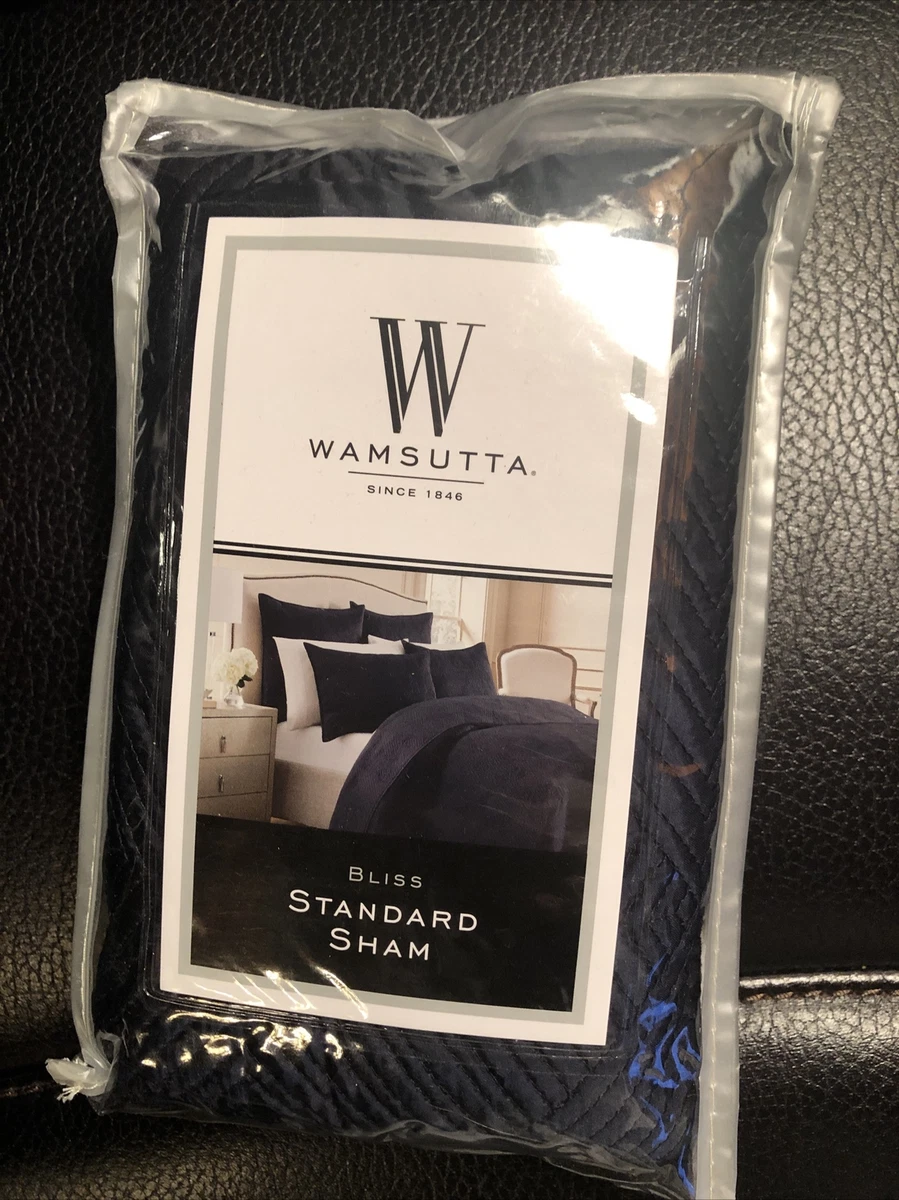 W
WAMSUTTA®
SINCE 1846
BLISS
STANDARD
SHAM